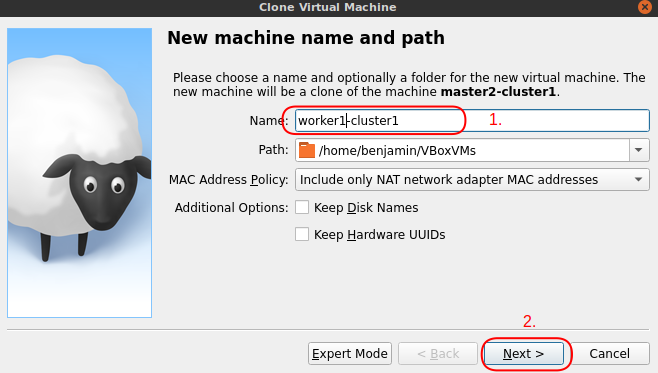 Clone Virtual Machine
New machine name and path
Please choose a name and optionally a folder for the new virtual machine. The
new machine will be a clone of the machine master2-cluster1.
Name: worker1-cluster1 1.
Path: /home/benjamin/VBoxVMs
MAC Address Policy: Include only NAT network adapter MAC addresses
Additional Options: Keep Disk Names
Keep Hardware UUIDs
2.
Expert Mode < Back Next > Cancel